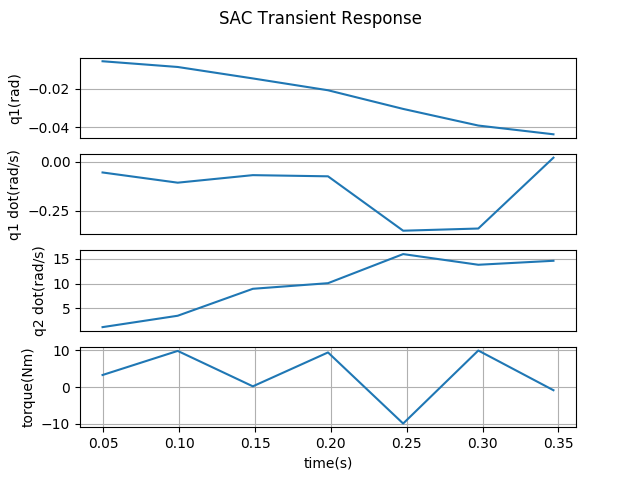 SAC Transient Response
q1(rad)
−0.02
−0.04
q1 dot(rad/s)
0.00
−0.25
q2 dot(rad/s)
15
10
5
torque(Nm)
10
0
−10
0.05 0.10 0.15 0.20 0.25 0.30 0.35
time(s)